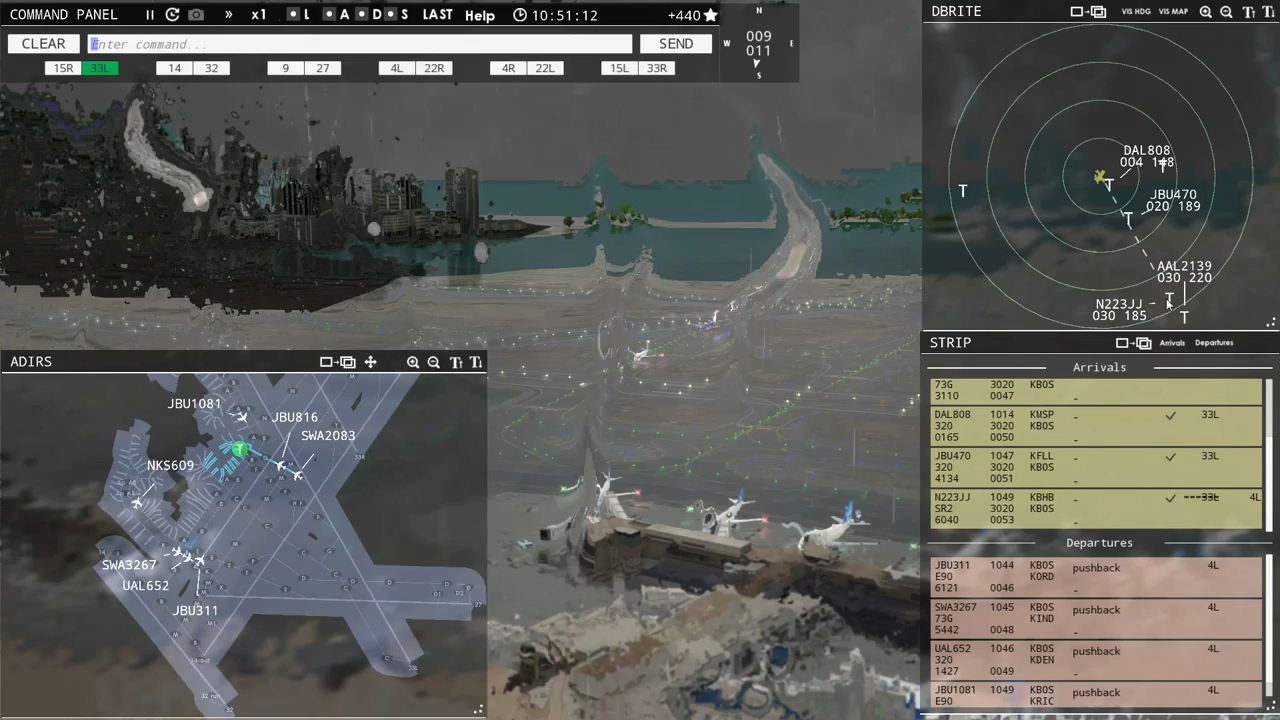 COMMAND PANEL
x1
L A D S
LAST
Help
10:51:12
+440
CLEAR
Enter command...
SEND
15R 33L 14 32 9 27 4L 22R 4R 22L 15L 33R
N
W 009 E
011
S
DBRITE
VIS HDG VIS MAP
DAL808
004 148
JBU470
020 189
AAL2139
030 220
N223JJ
030 185
ADIRS
JBU1081
JBU816
SWA2083
NKS609
SWA3267
UAL652
JBU311
STRIP
Arrivals Departures
Arrivals
73G 3020 KBOS -
3110 0047
DAL808 1014 KMSP - ✓ 33L
320 3020 KBOS
0165 0050 -
JBU470 1047 KFLL - ✓ 33L
320 3020 KBOS
4134 0051 -
N223JJ 1049 KBHB - ✓ 33L 4L
SR2 3020 KBOS
6040 0053 -
Departures
JBU311 1044 KBOS pushback 4L
E90 KORD
6121 0046 -
SWA3267 1045 KBOS pushback 4L
73G KIND
5442 0048 -
UAL652 1046 KBOS pushback 4L
320 KDEN
1427 0049 -
JBU1081 1049 KBOS pushback 4L
E90 KRIC